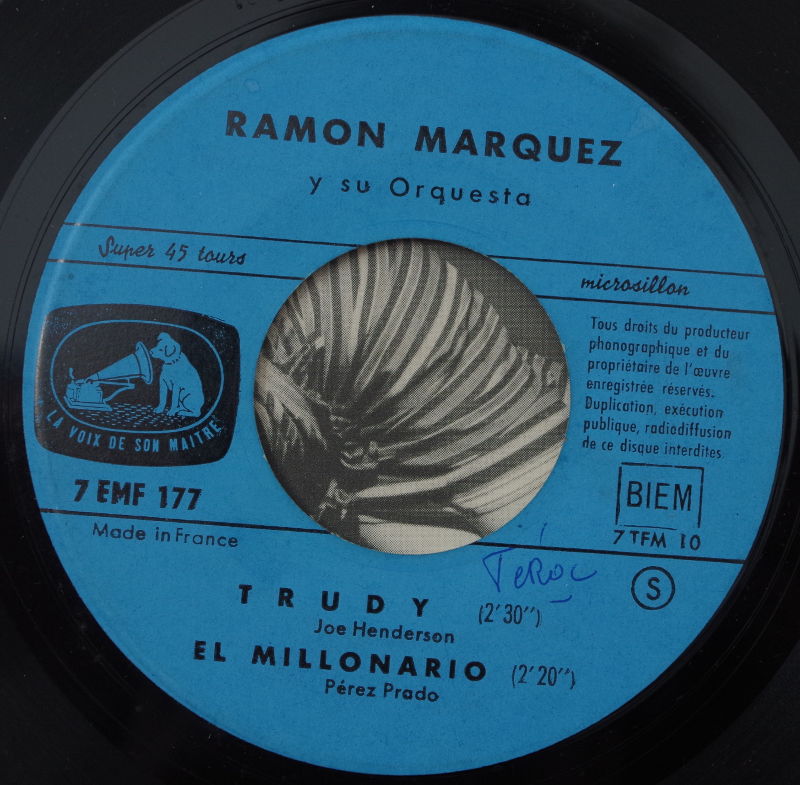 RAMON MARQUEZ
y su Orquesta
Super 45 tours
microsillon
LA VOIX DE SON MAITRE
7 EMF 177
Made in France
Tous droits du producteur
phonographique et du
propriétaire de l'œuvre
enregistrée réservés.
Duplication, exécution
publique, radiodiffusion
de ce disque interdites.
BIEM
7 TFM 10
S
TRUDY (2'30")
Joe Henderson
EL MILLONARIO (2'20")
Pérez Prado